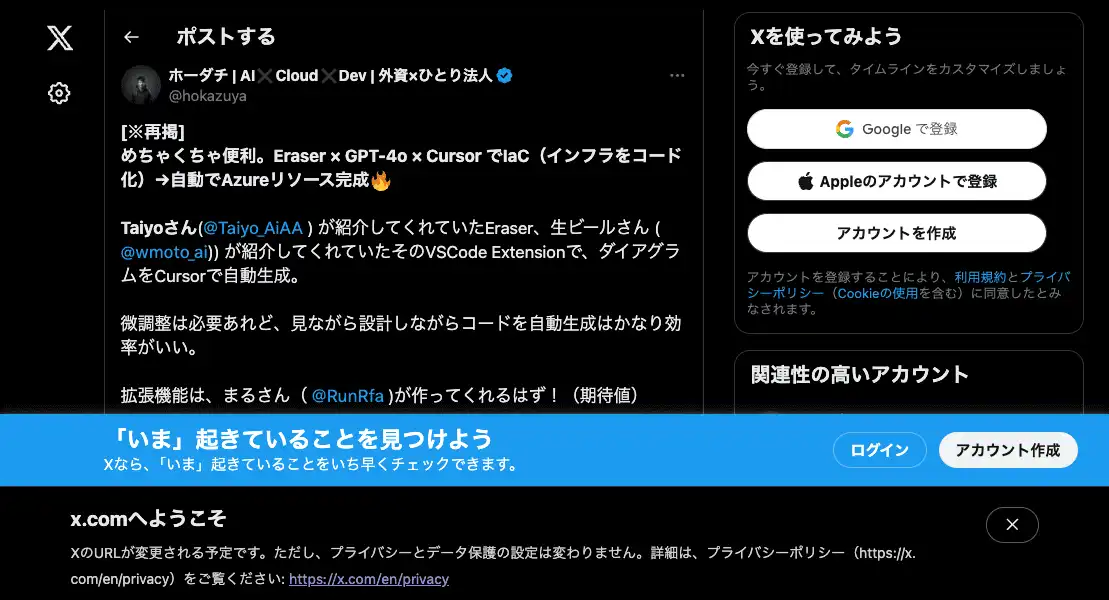 ポストする
ホーダチ | AI❌Cloud❌Dev | 外資×ひとり法人
@hokazuya
[※再掲]
めちゃくちゃ便利。Eraser × GPT-4o × Cursor でIaC（インフラをコード
化）→自動でAzureリソース完成🔥
Taiyoさん(@Taiyo_AiAA ) が紹介してくれていたEraser、生ビールさん (
@wmoto_ai)) が紹介してくれていたそのVSCode Extensionで、ダイアグラ
ムをCursorで自動生成。
微調整は必要あれど、見ながら設計しながらコードを自動生成はかなり効
率がいい。
拡張機能は、まるさん（ @RunRfa )が作ってくれるはず！（期待値）
Xを使ってみよう
今すぐ登録して、タイムラインをカスタマイズしましょ
う。
Google で登録
Appleのアカウントで登録
アカウントを作成
アカウントを登録することにより、利用規約とプライバ
シーポリシー（Cookieの使用を含む）に同意したとみ
なされます。
関連性の高いアカウント
「いま」起きていることを見つけよう
Xなら、「いま」起きていることをいち早くチェックできます。
ログイン
アカウント作成
x.comへようこそ
XのURLが変更される予定です。ただし、プライバシーとデータ保護の設定は変わりません。詳細は、プライバシーポリシー（https://x.
com/en/privacy）をご覧ください: https://x.com/en/privacy